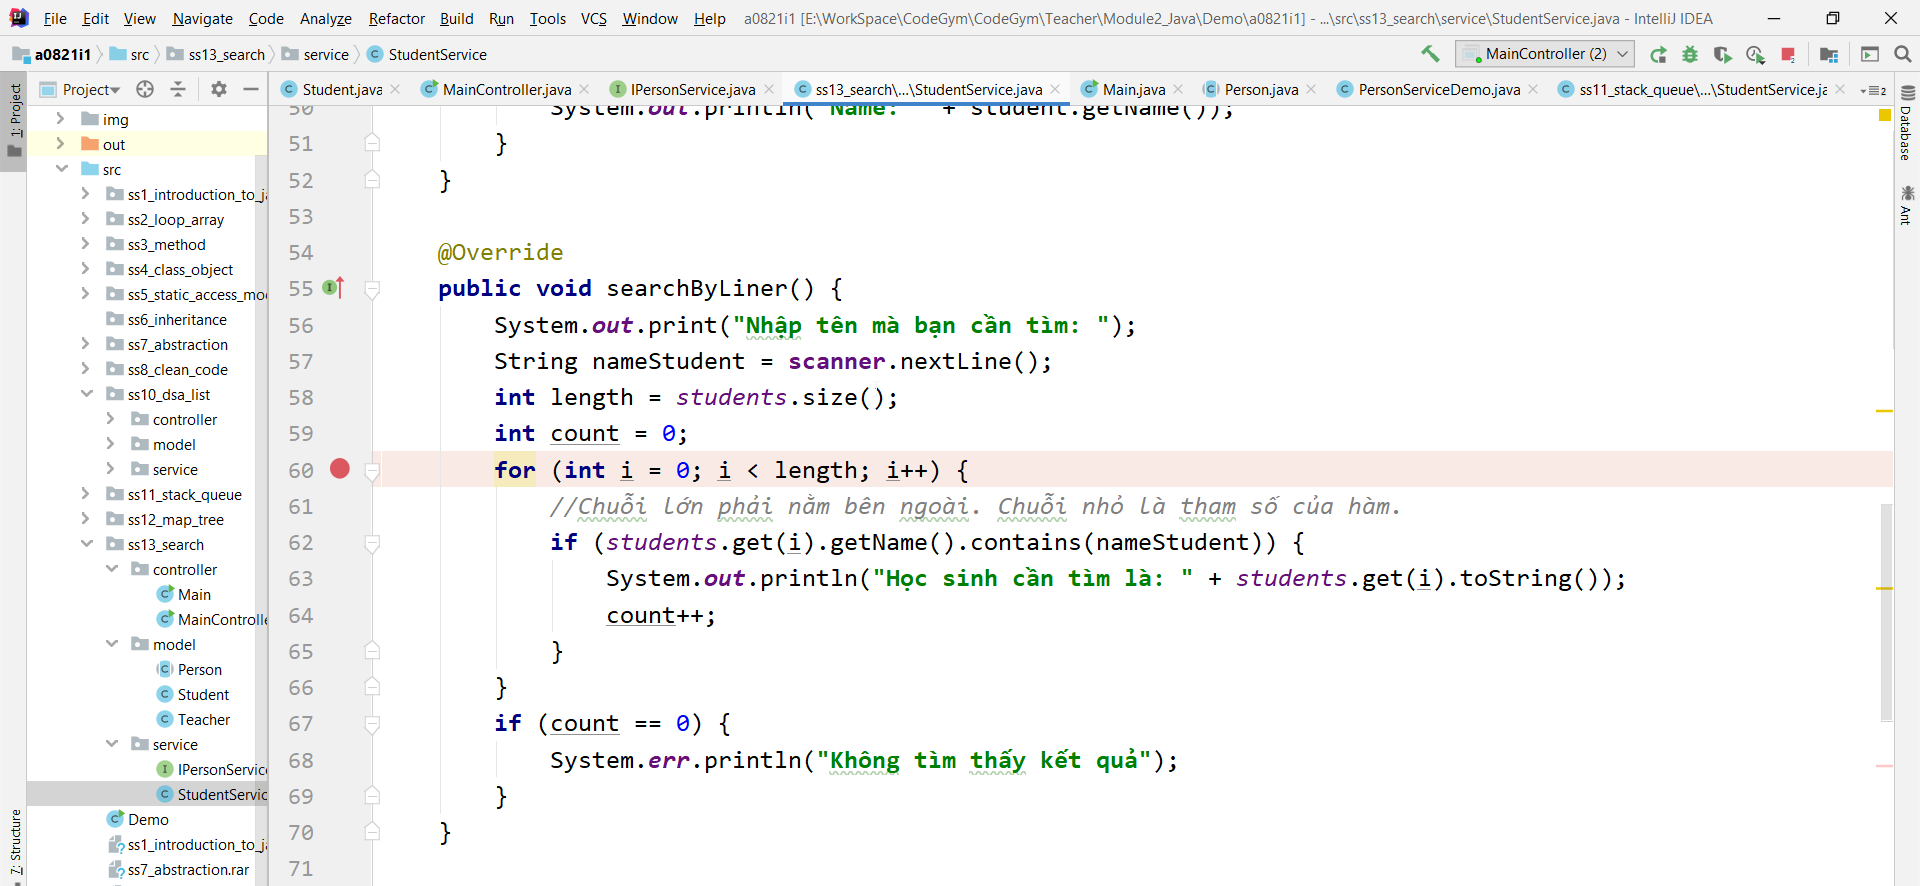 File Edit View Navigate Code Analyze Refactor Build Run Tools VCS Window Help a0821i1 [E:\WorkSpace\CodeGym\CodeGym\Teacher\Module2_Java\Demo\a0821i1] - ...\src\ss13_search\service\StudentService.java - IntelliJ IDEA
a0821i1 src ss13_search service StudentService MainController (2)
Project Student.java MainController.java IPersonService.java ss13_search\...\StudentService.java Main.java Person.java PersonServiceDemo.java ss11_stack_queue\...\StudentService.ja 2
1: Project
7: Structure
Database
Ant
img
out
src
ss1_introduction_to_ja
ss2_loop_array
ss3_method
ss4_class_object
ss5_static_access_mod
ss6_inheritance
ss7_abstraction
ss8_clean_code
ss10_dsa_list
controller
model
service
ss11_stack_queue
ss12_map_tree
ss13_search
controller
Main
MainControlle
model
Person
Student
Teacher
service
IPersonService
StudentServic
Demo
ss1_introduction_to_ja
ss7_abstraction.rar
50 System.out.println("Name: " + student.getName());
51 }
52 }
53
54 @Override
55 public void searchByLiner() {
56 System.out.print("Nhập tên mà bạn cần tìm: ");
57 String nameStudent = scanner.nextLine();
58 int length = students.size();
59 int count = 0;
60 for (int i = 0; i < length; i++) {
61 //Chuỗi lớn phải nằm bên ngoài. Chuỗi nhỏ là tham số của hàm.
62 if (students.get(i).getName().contains(nameStudent)) {
63 System.out.println("Học sinh cần tìm là: " + students.get(i).toString());
64 count++;
65 }
66 }
67 if (count == 0) {
68 System.err.println("Không tìm thấy kết quả");
69 }
70 }
71